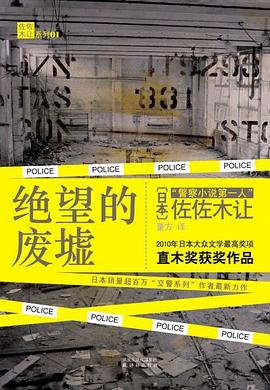 佐佐
木让系列01
331
POLICE
POLICE
POLICE
POLICE
绝望的
废墟
[日本]
“警察小说第一人”
佐佐木让
董方 译
2010年日本大众文学最高奖项
直木奖获奖作品
日本销量超百万“交警系列”作者最新力作
POLICE
POLICE
POLICE
POLICE